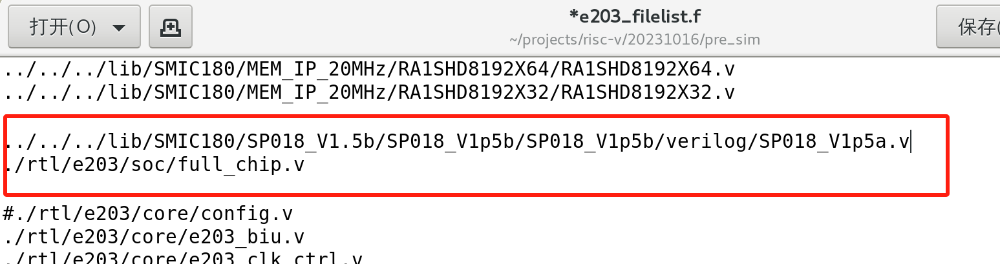 打开(O)
*e203_filelist.f
~/projects/risc-v/20231016/pre_sim
保存(
../../../lib/SMIC180/MEM_IP_20MHz/RA1SHD8192X64/RA1SHD8192X64.v
../../../lib/SMIC180/MEM_IP_20MHz/RA1SHD8192X32/RA1SHD8192X32.v
../../../lib/SMIC180/SP018_V1.5b/SP018_V1p5b/SP018_V1p5b/verilog/SP018_V1p5a.v
./rtl/e203/soc/full_chip.v
#./rtl/e203/core/config.v
./rtl/e203/core/e203_biu.v
./rtl/e203/core/e203_clk_ctrl.v